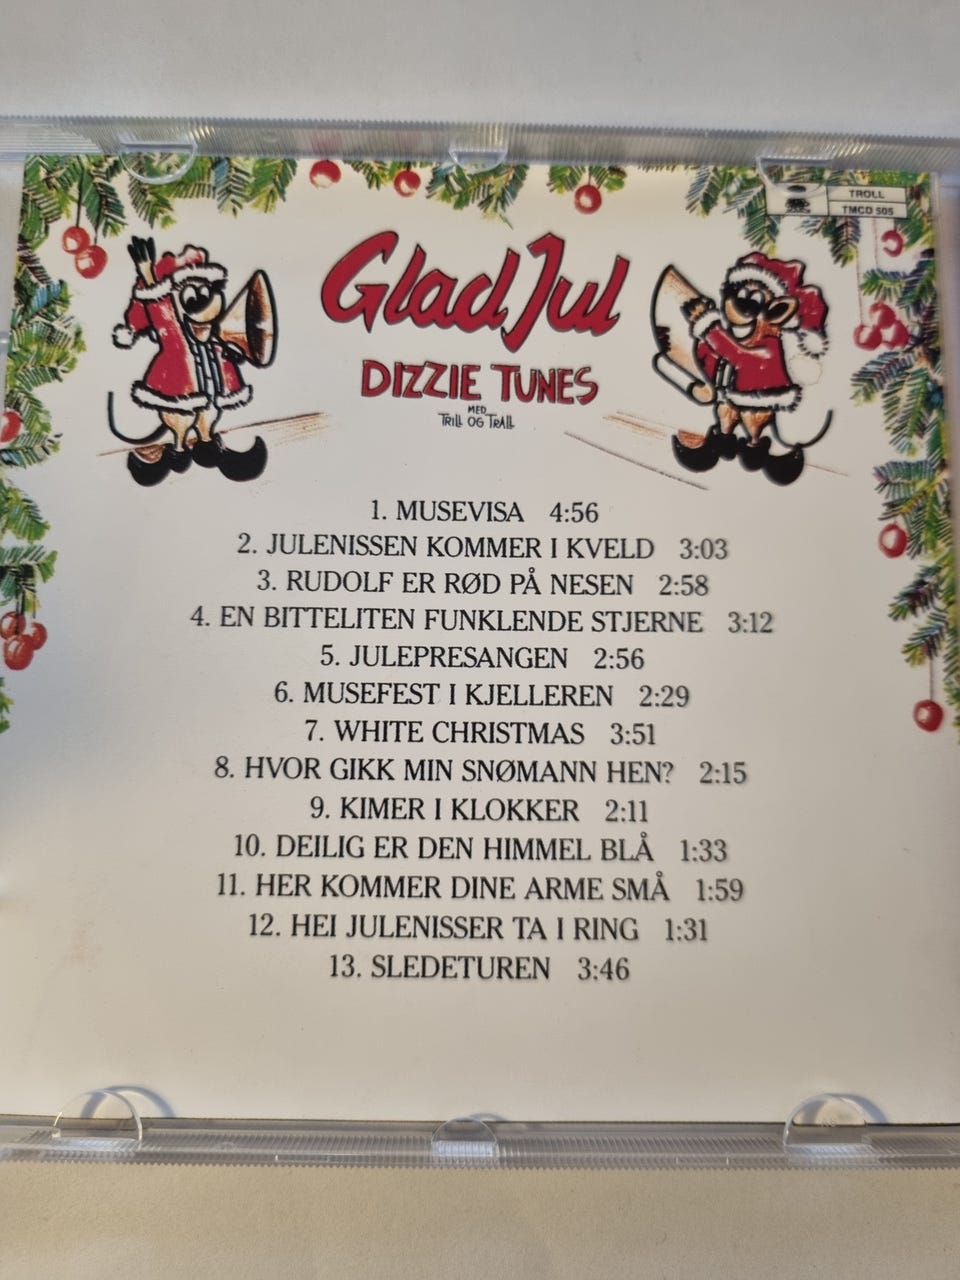 TROLL
TMCD 505
Glad Jul
DIZZIE TUNES
MED
TRILL OG TRALL
1. MUSEVISA 4:56
2. JULENISSEN KOMMER I KVELD 3:03
3. RUDOLF ER RØD PÅ NESEN 2:58
4. EN BITTELITEN FUNKLENDE STJERNE 3:12
5. JULEPRESANGEN 2:56
6. MUSEFEST I KJELLEREN 2:29
7. WHITE CHRISTMAS 3:51
8. HVOR GIKK MIN SNØMANN HEN? 2:15
9. KIMER I KLOKKER 2:11
10. DEILIG ER DEN HIMMEL BLÅ 1:33
11. HER KOMMER DINE ARME SMÅ 1:59
12. HEI JULENISSER TA I RING 1:31
13. SLEDETUREN 3:46